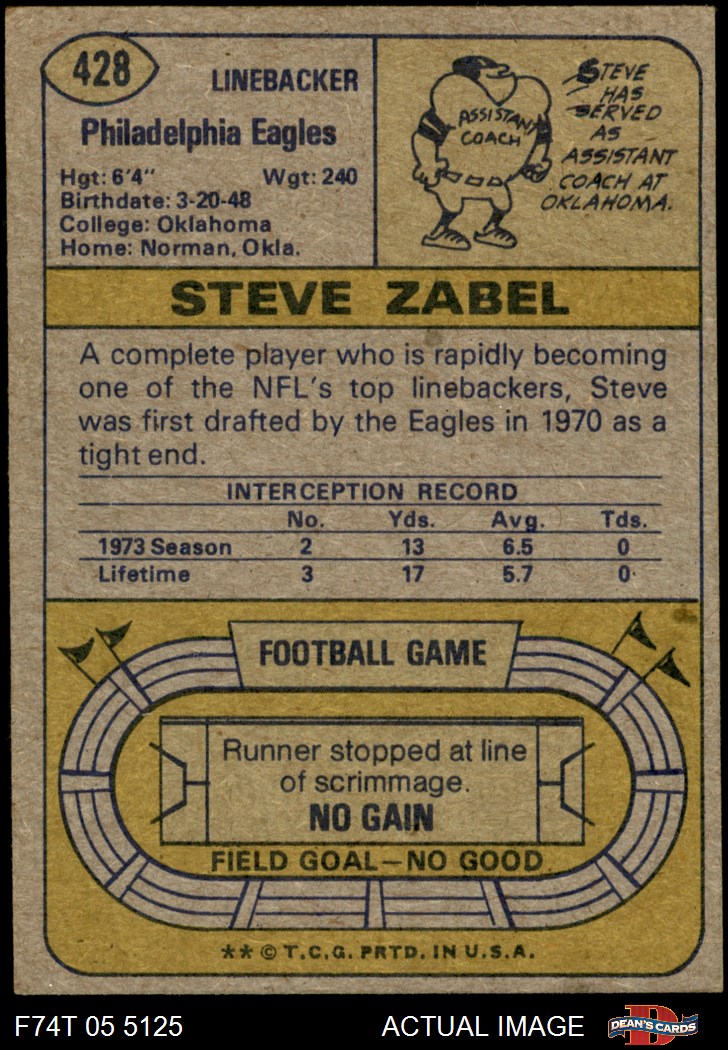 428
LINEBACKER
Philadelphia Eagles
Hgt: 6'4" Wgt: 240
Birthdate: 3-20-48
College: Oklahoma
Home: Norman, Okla.
ASSISTANT
COACH
STEVE
HAS
SERVED
AS
ASSISTANT
COACH AT
OKLAHOMA.
STEVE ZABEL
A complete player who is rapidly becoming
one of the NFL's top linebackers, Steve
was first drafted by the Eagles in 1970 as a
tight end.
INTERCEPTION RECORD
No. Yds. Avg. Tds.
1973 Season 2 13 6.5 0
Lifetime 3 17 5.7 0
FOOTBALL GAME
Runner stopped at line
of scrimmage.
NO GAIN
FIELD GOAL—NO GOOD
** © T.C.G. PRTD. IN U.S.A.
F74T 05 5125 ACTUAL IMAGE DEAN'S CARDS